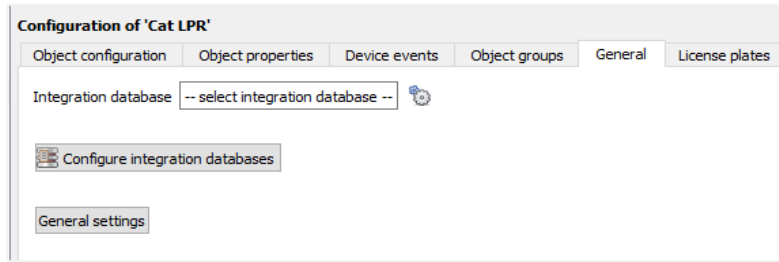 Configuration of 'Cat LPR'
Object configuration Object properties Device events Object groups General License plates
Integration database -- select integration database --
Configure integration databases
General settings